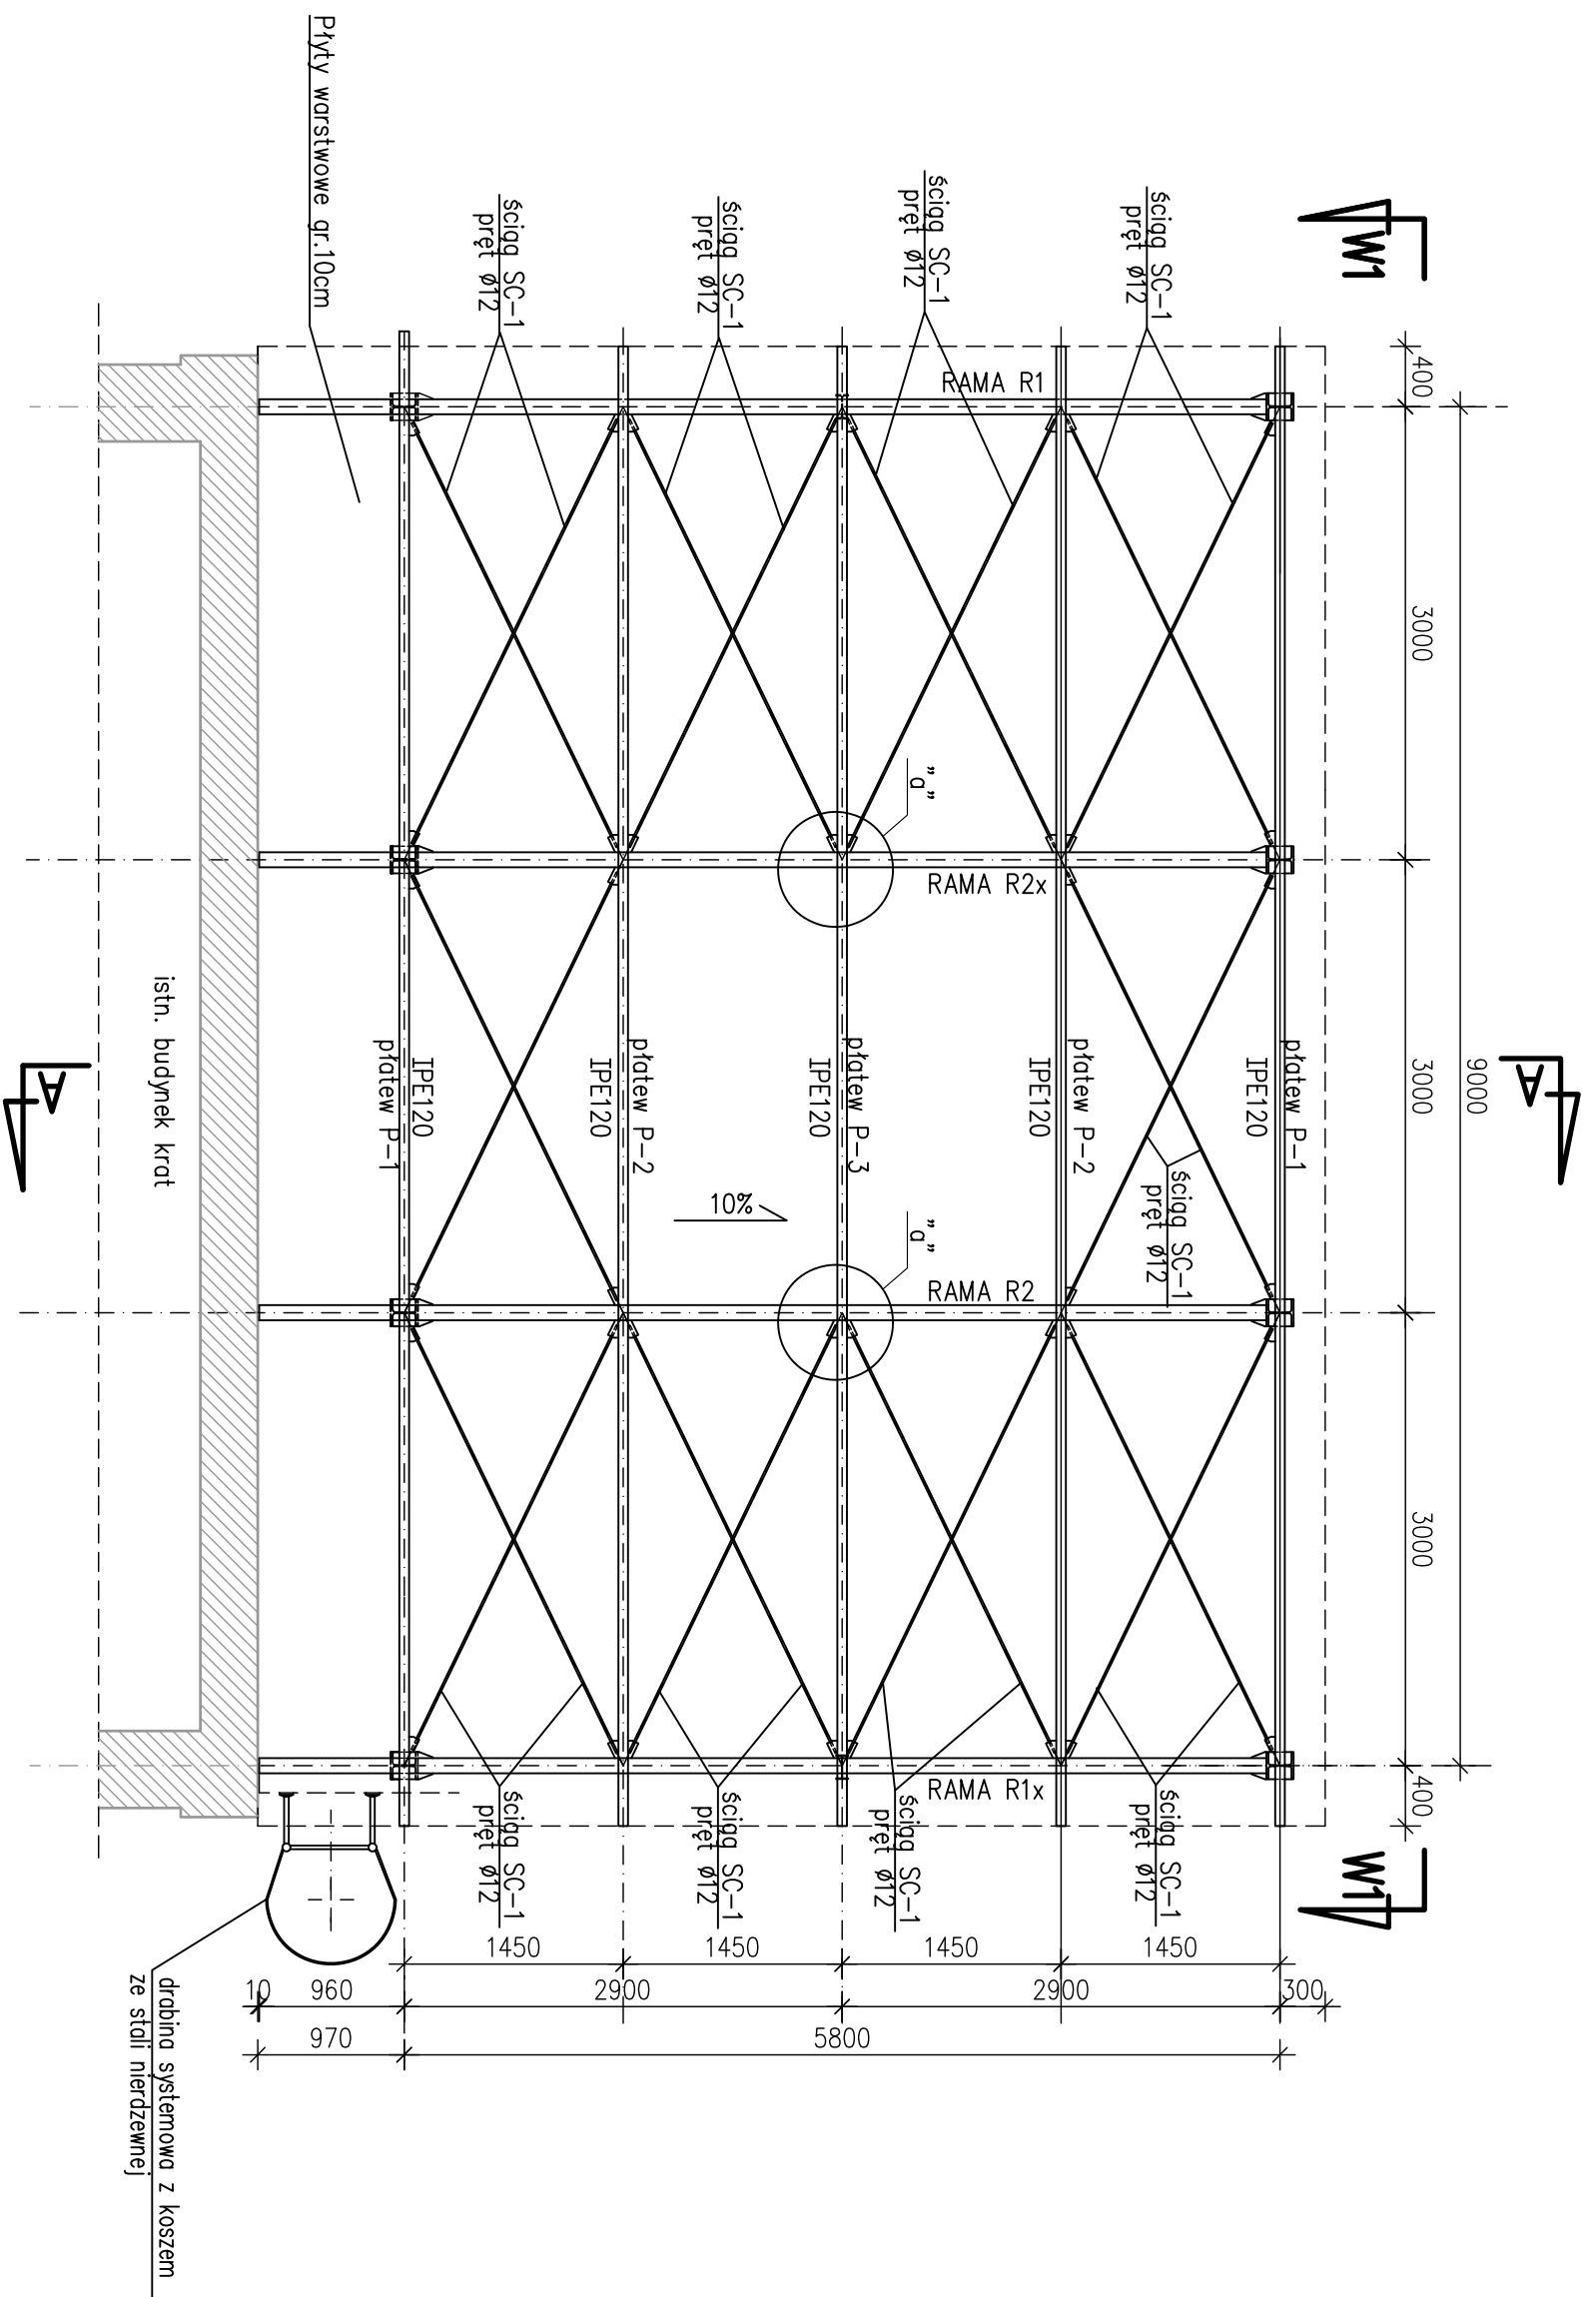 W1
W1
A
A
9000
400
3000
3000
3000
400
ściąg SC-1
pręt ø12
ściąg SC-1
pręt ø12
ściąg SC-1
pręt ø12
ściąg SC-1
pręt ø12
Płyty warstwowe gr.10cm
RAMA R1
RAMA R2x
RAMA R2
RAMA R1x
"a"
"a"
płatew P-1
IPE120
płatew P-2
IPE120
płatew P-3
IPE120
płatew P-2
IPE120
IPE120
płatew P-1
ściąg SC-1
pręt ø12
10%
istn. budynek krat
ściąg SC-1
pręt ø12
ściąg SC-1
pręt ø12
ściąg SC-1
pręt ø12
ściąg SC-1
pręt ø12
1450
1450
1450
1450
10
960
2900
2900
300
970
5800
drabina systemowa z koszem
ze stali nierdzewnej